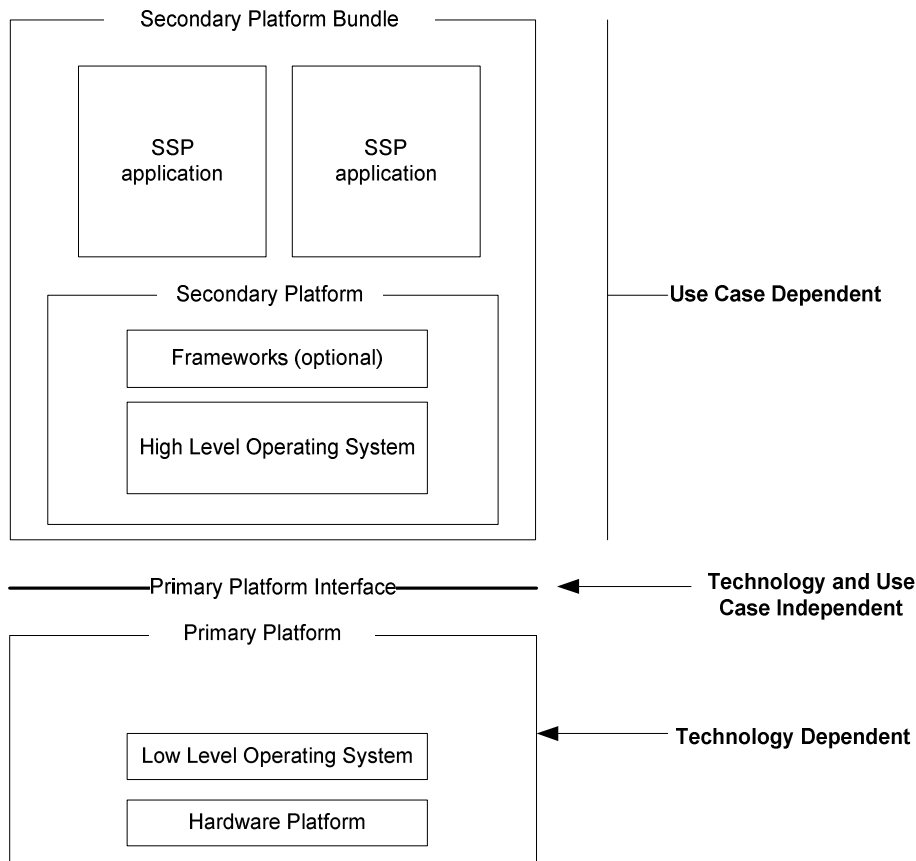 Secondary Platform Bundle
SSP
application
SSP
application
Secondary Platform
Frameworks (optional)
High Level Operating System
Use Case Dependent
Primary Platform Interface
Technology and Use
Case Independent
Primary Platform
Low Level Operating System
Technology Dependent
Hardware Platform